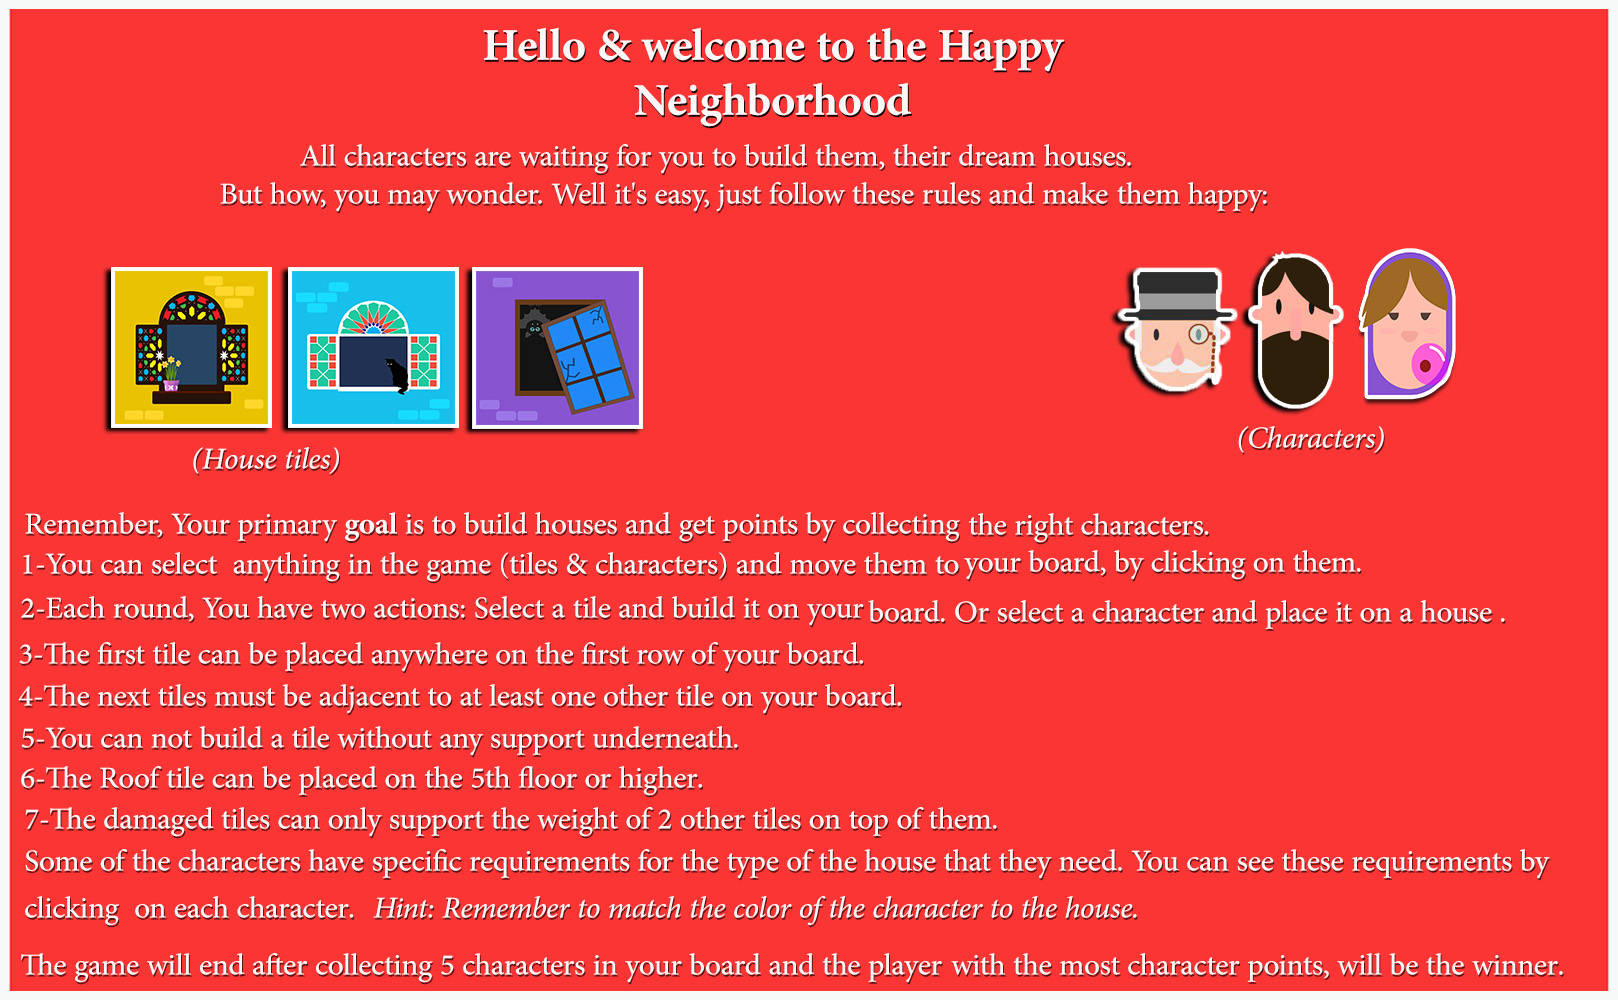 Hello & welcome to the Happy
Neighborhood
All characters are waiting for you to build them, their dream houses.
But how, you may wonder. Well it's easy, just follow these rules and make them happy:
(House tiles)
(Characters)
Remember, Your primary goal is to build houses and get points by collecting the right characters.
1-You can select anything in the game (tiles & characters) and move them to your board, by clicking on them.
2-Each round, You have two actions: Select a tile and build it on your board. Or select a character and place it on a house .
3-The first tile can be placed anywhere on the first row of your board.
4-The next tiles must be adjacent to at least one other tile on your board.
5-You can not build a tile without any support underneath.
6-The Roof tile can be placed on the 5th floor or higher.
7-The damaged tiles can only support the weight of 2 other tiles on top of them.
Some of the characters have specific requirements for the type of the house that they need. You can see these requirements by
clicking on each character. Hint: Remember to match the color of the character to the house.
The game will end after collecting 5 characters in your board and the player with the most character points, will be the winner.